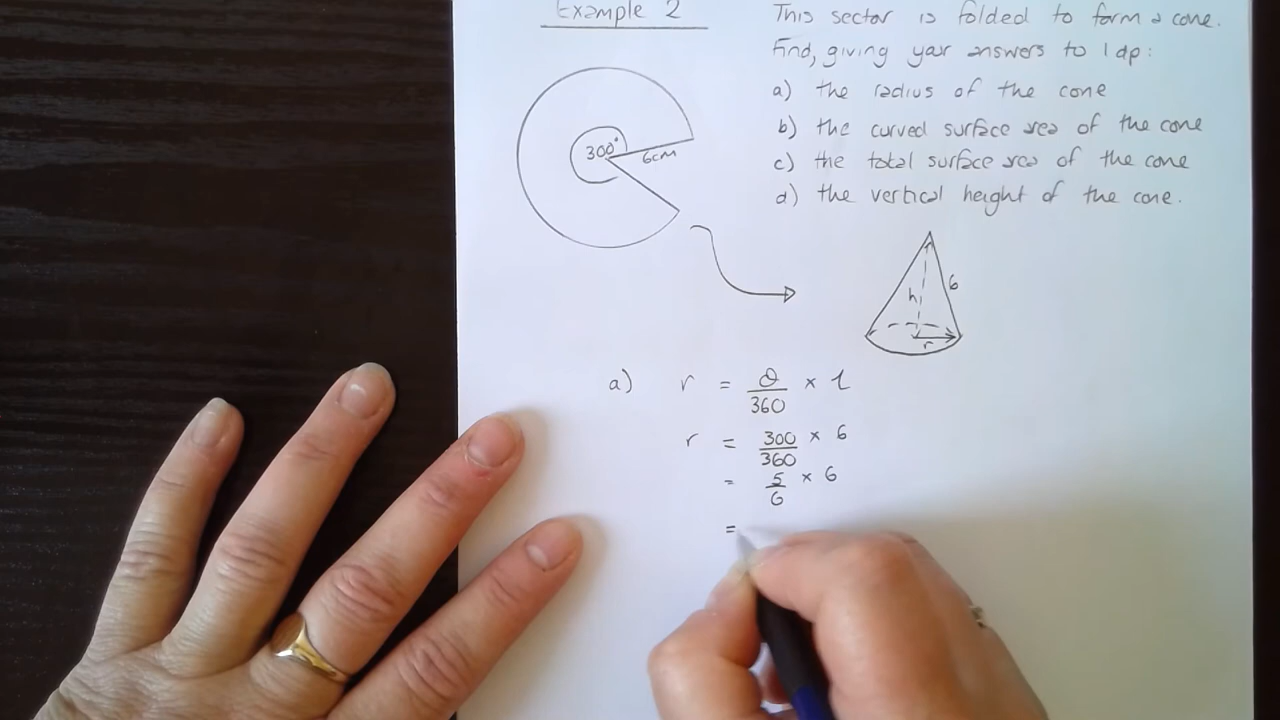 Example 2
This sector is folded to form a cone.
Find, giving your answers to 1 dp:
a) the radius of the cone
b) the curved surface area of the cone
c) the total surface area of the cone
d) the vertical height of the cone.
300°
6cm
h
6
r
a) r = θ/360 × l
r = 300/360 × 6
= 5/6 × 6
=